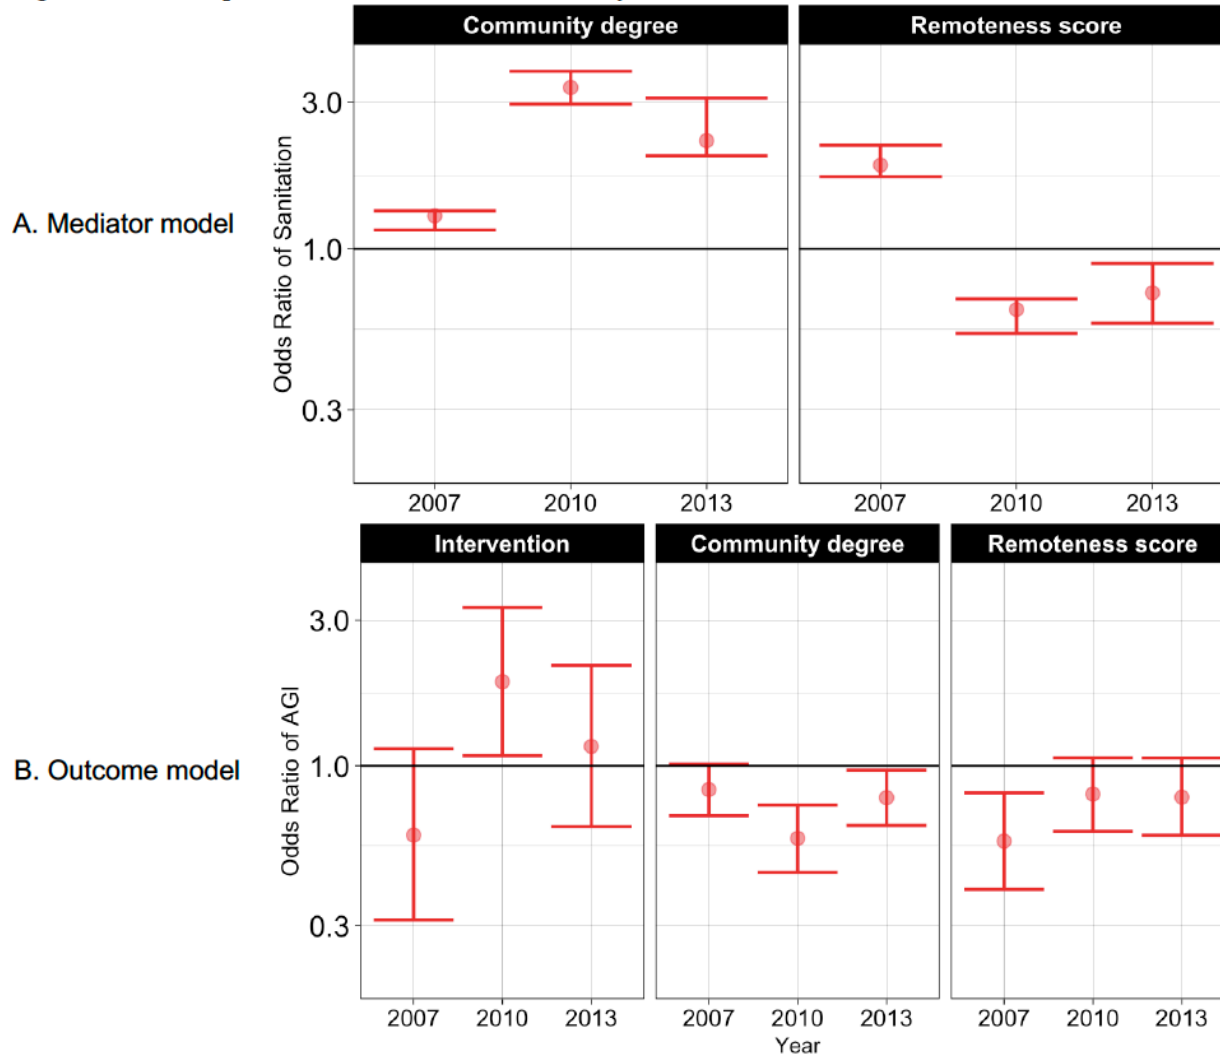 Community degree
Remoteness score
A. Mediator model
Odds Ratio of Sanitation
3.0
1.0
0.3
2007 2010 2013
2007 2010 2013
Intervention
Community degree
Remoteness score
B. Outcome model
Odds Ratio of AGI
3.0
1.0
0.3
2007 2010 2013
2007 2010 2013
2007 2010 2013
Year